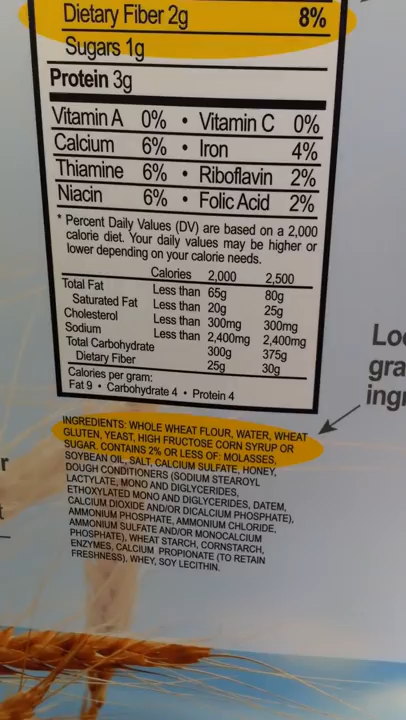 Dietary Fiber 2g 8%
Sugars 1g
Protein 3g
Vitamin A 0% • Vitamin C 0%
Calcium 6% • Iron 4%
Thiamine 6% • Riboflavin 2%
Niacin 6% • Folic Acid 2%
* Percent Daily Values (DV) are based on a 2,000
calorie diet. Your daily values may be higher or
lower depending on your calorie needs.
Calories 2,000 2,500
Total Fat Less than 65g 80g
Saturated Fat Less than 20g 25g
Cholesterol Less than 300mg 300mg
Sodium Less than 2,400mg 2,400mg
Total Carbohydrate 300g 375g
Dietary Fiber 25g 30g
Calories per gram:
Fat 9 • Carbohydrate 4 • Protein 4
INGREDIENTS: WHOLE WHEAT FLOUR, WATER, WHEAT
GLUTEN, YEAST, HIGH FRUCTOSE CORN SYRUP OR
SUGAR. CONTAINS 2% OR LESS OF: MOLASSES,
SOYBEAN OIL, SALT, CALCIUM SULFATE, HONEY,
DOUGH CONDITIONERS (SODIUM STEAROYL
LACTYLATE, MONO AND DIGLYCERIDES,
ETHOXYLATED MONO AND DIGLYCERIDES, DATEM,
CALCIUM DIOXIDE AND/OR DICALCIUM PHOSPHATE),
AMMONIUM PHOSPHATE, AMMONIUM CHLORIDE,
AMMONIUM SULFATE AND/OR MONOCALCIUM
PHOSPHATE), WHEAT STARCH, CORNSTARCH,
ENZYMES, CALCIUM PROPIONATE (TO RETAIN
FRESHNESS). WHEY, SOY LECITHIN.